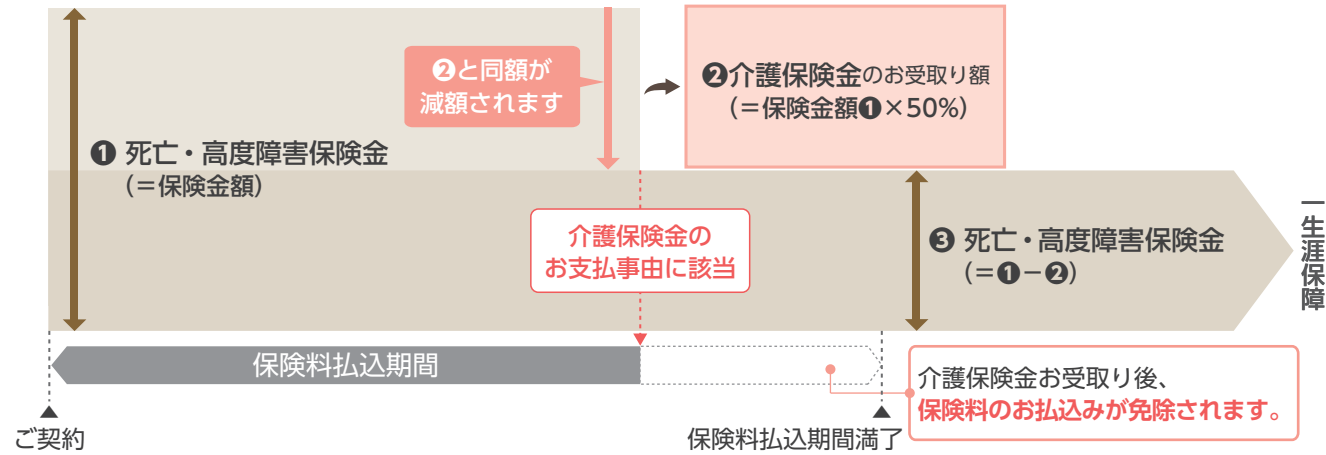 ❷と同額が
減額されます
❷介護保険金のお受取り額
(＝保険金額❶×50%)
❶ 死亡・高度障害保険金
(＝保険金額)
介護保険金の
お支払事由に該当
❸ 死亡・高度障害保険金
(＝❶－❷)
一生涯保障
保険料払込期間
介護保険金お受取り後、
保険料のお払込みが免除されます。
ご契約
保険料払込期間満了